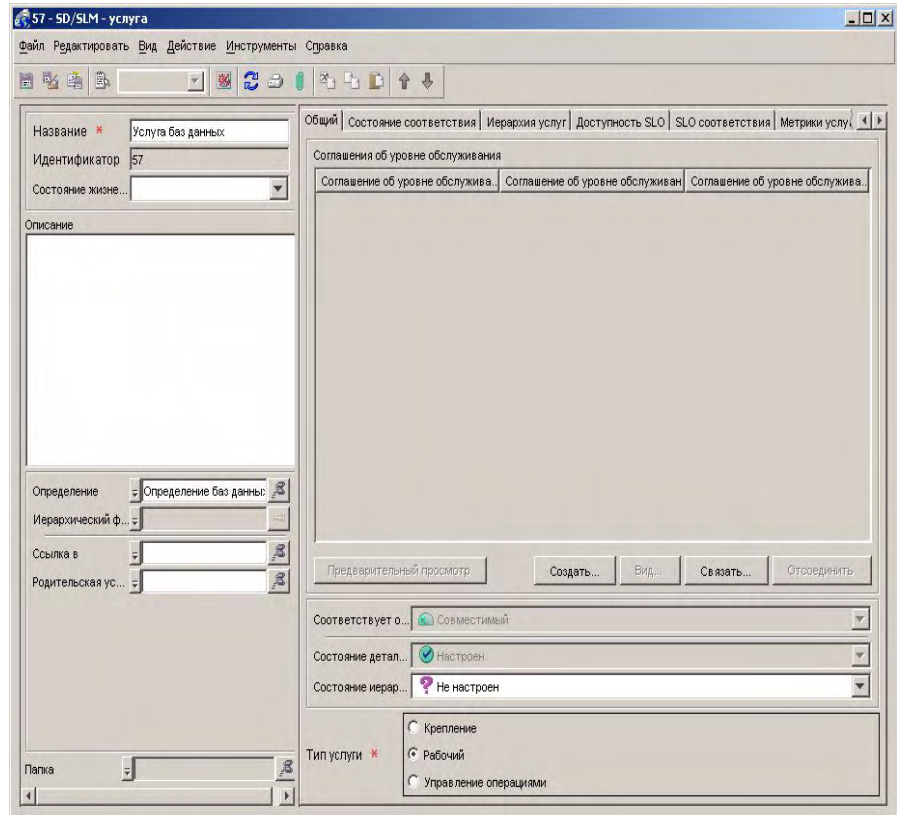 57 - SD/SLM - услуга
Файл Редактировать Вид Действие Инструменты Справка
Название *
Услуга баз данных
Идентификатор
57
Состояние жизне...
Описание
Определение
Определение баз данны
Иерархический ф...
Ссылка в
Родительская ус...
Папка
Общий Состояние соответствия Иерархия услуг Доступность SLO SLO соответствия Метрики услу
Соглашения об уровне обслуживания
Соглашение об уровне обслужива.. Соглашение об уровне обслуживан Соглашение об уровне обслужива..
Предварительный просмотр Создать... Вид... Связать... Отсоединить
Соответствует о...
Совместимый
Состояние детал...
Настроен
Состояние иерар...
Не настроен
Тип услуги *
Крепление
Рабочий
Управление операциями